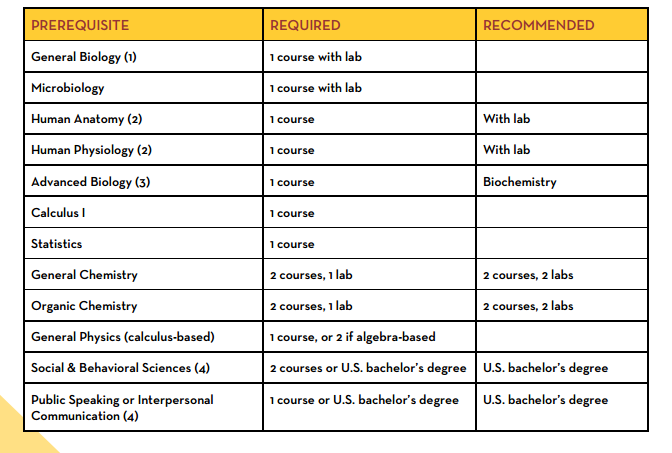 PREREQUISITE REQUIRED RECOMMENDED
General Biology (1) 1 course with lab
Microbiology 1 course with lab
Human Anatomy (2) 1 course With lab
Human Physiology (2) 1 course With lab
Advanced Biology (3) 1 course Biochemistry
Calculus I 1 course
Statistics 1 course
General Chemistry 2 courses, 1 lab 2 courses, 2 labs
Organic Chemistry 2 courses, 1 lab 2 courses, 2 labs
General Physics (calculus-based) 1 course, or 2 if algebra-based
Social & Behavioral Sciences (4) 2 courses or U.S. bachelor's degree U.S. bachelor's degree
Public Speaking or Interpersonal 1 course or U.S. bachelor's degree U.S. bachelor's degree
Communication (4)